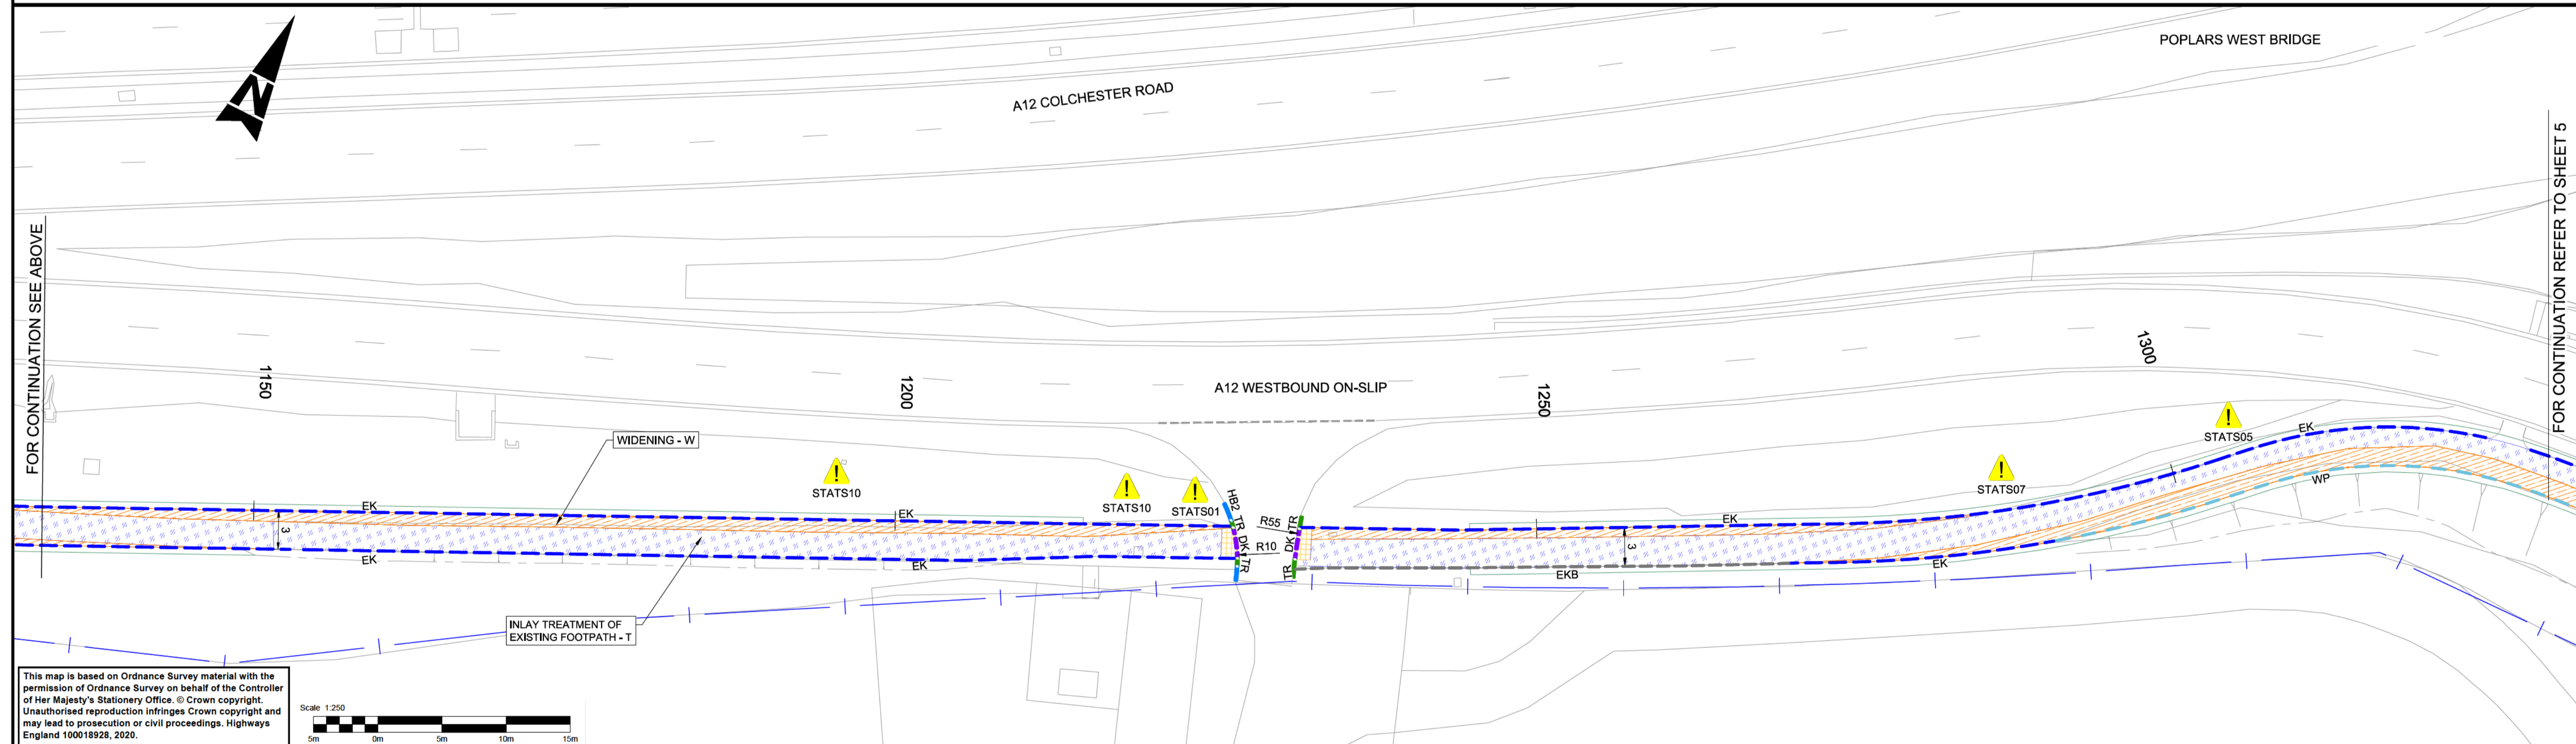 POPLARS WEST BRIDGE
N
A12 COLCHESTER ROAD
FOR CONTINUATION SEE ABOVE
FOR CONTINUATION REFER TO SHEET 5
1150
1200
A12 WESTBOUND ON-SLIP
1250
1300
WIDENING - W
STATS10
STATS10
STATS01
STATS07
STATS05
EK
EK
EK
EK
WP
HB2
TR
DK
TR
R55
R10
TR
DK
TR
3
3
EK
EK
EKB
EK
INLAY TREATMENT OF
EXISTING FOOTPATH - T
This map is based on Ordnance Survey material with the
permission of Ordnance Survey on behalf of the Controller
of Her Majesty's Stationery Office. © Crown copyright.
Unauthorised reproduction infringes Crown copyright and
may lead to prosecution or civil proceedings. Highways
England 100018928, 2020.
Scale 1:250
5m 0m 5m 10m 15m